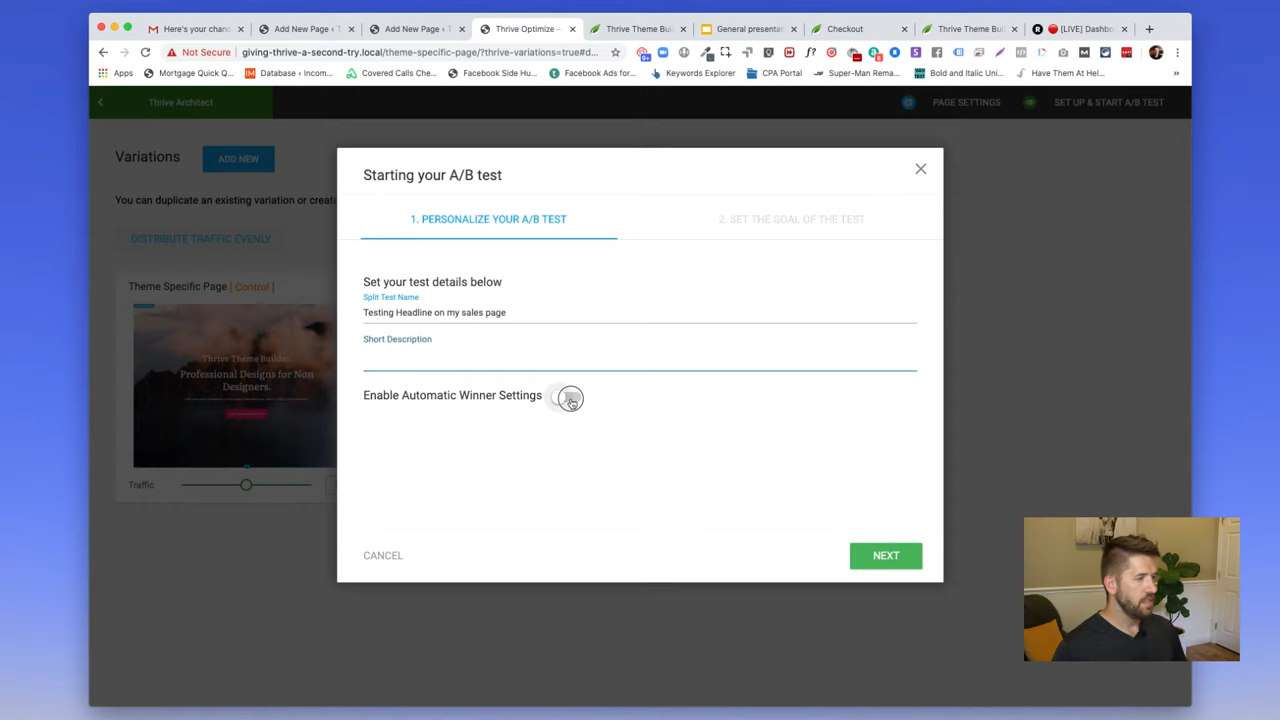 Here's your chanc
Add New Page ‹ T
Add New Page ‹ T
Thrive Optimize –
Thrive Theme Buil
General presentat
Checkout
Thrive Theme Buil
[LIVE] Dashbo
Not Secure
giving-thrive-a-second-try.local/theme-specific-page/?thrive-variations=true#d...
Apps
Mortgage Quick Q...
Database ‹ Incom...
Covered Calls Che...
Facebook Side Hu...
Facebook Ads for...
Keywords Explorer
CPA Portal
Super-Man Rema...
Bold and Italic Uni...
Have Them At Hel...
Thrive Architect
PAGE SETTINGS
SET UP & START A/B TEST
Variations
ADD NEW
You can duplicate an existing variation or create
DISTRIBUTE TRAFFIC EVENLY
Theme Specific Page [ Control ]
Thrive Theme Builder
Professional Designs for Non
Designers.
Traffic
Starting your A/B test
1. PERSONALIZE YOUR A/B TEST
2. SET THE GOAL OF THE TEST
Set your test details below
Split Test Name
Testing Headline on my sales page
Short Description
Enable Automatic Winner Settings
CANCEL
NEXT